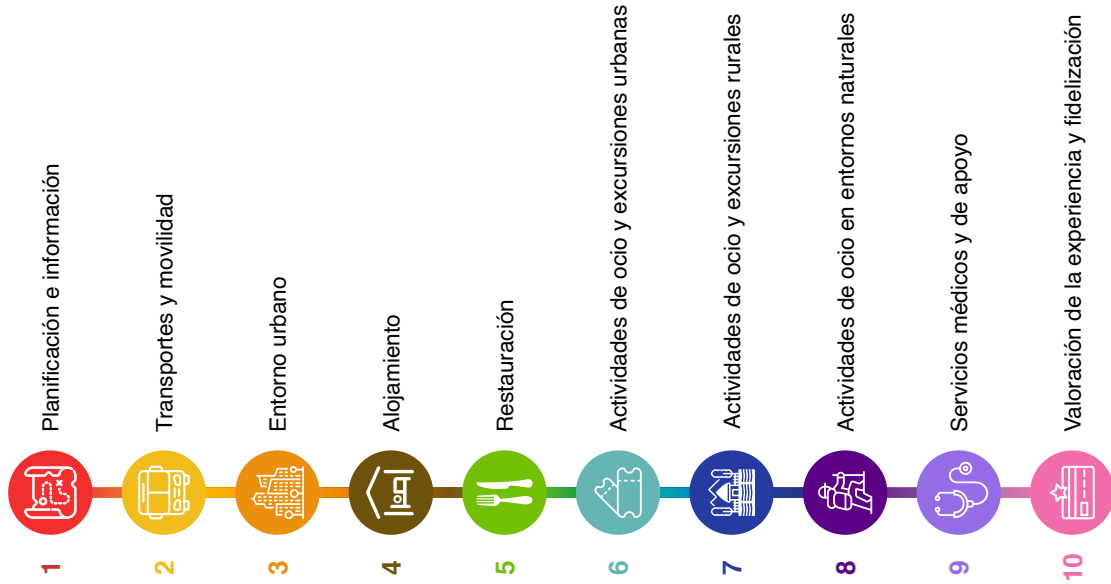 1 Planificación e información
2 Transportes y movilidad
3 Entorno urbano
4 Alojamiento
5 Restauración
6 Actividades de ocio y excursiones urbanas
7 Actividades de ocio y excursiones rurales
8 Actividades de ocio en entornos naturales
9 Servicios médicos y de apoyo
10 Valoración de la experiencia y fidelización